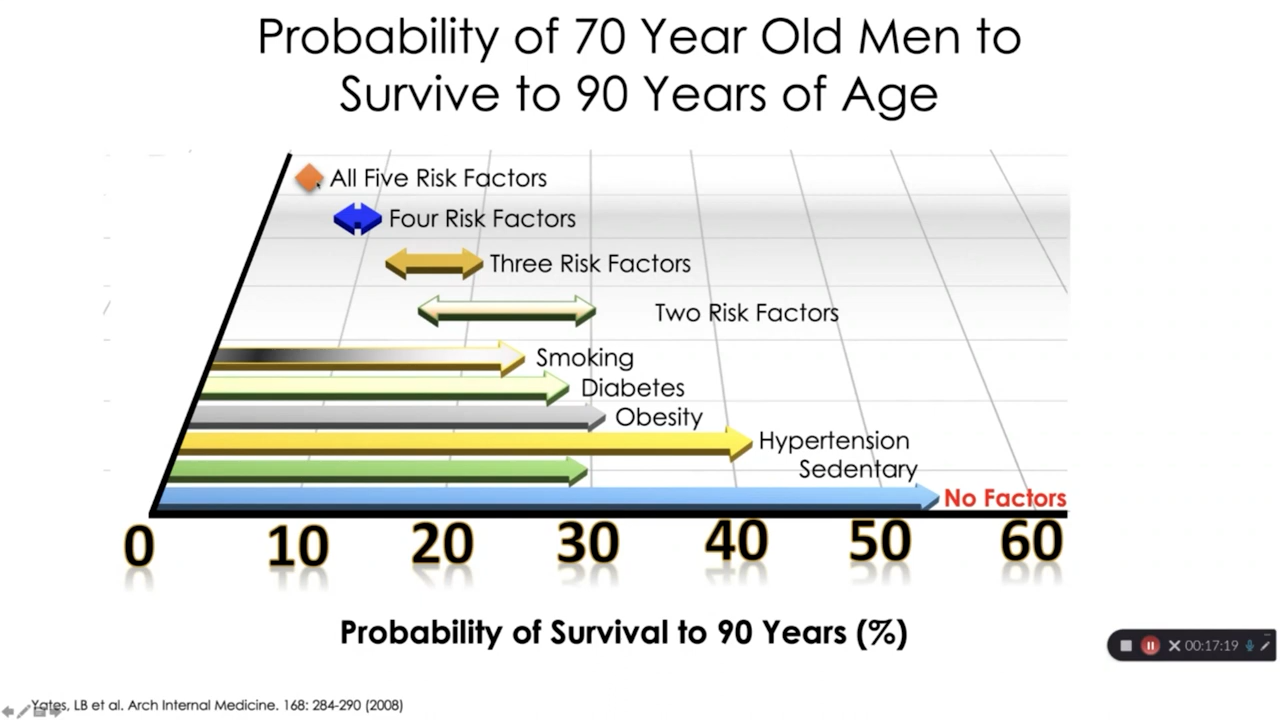 Probability of 70 Year Old Men to
Survive to 90 Years of Age
All Five Risk Factors
Four Risk Factors
Three Risk Factors
Two Risk Factors
Smoking
Diabetes
Obesity
Hypertension
Sedentary
No Factors
0 10 20 30 40 50 60
Probability of Survival to 90 Years (%)
00:17:19
Yates, LB et al. Arch Internal Medicine. 168: 284-290 (2008)